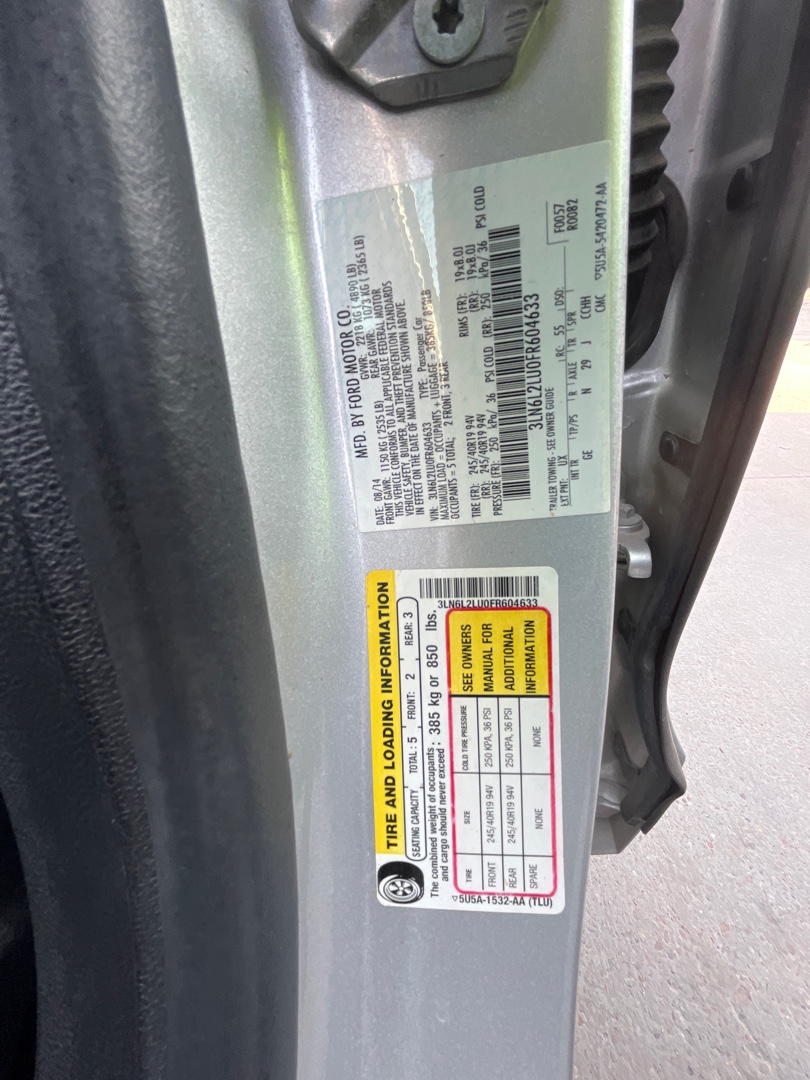 MFD. BY FORD MOTOR CO.
DATE: 08/14 GVWR: 2218 KG ( 4890 LB)
FRONT GAWR: 1150 KG ( 2535 LB) REAR GAWR: 1073 KG ( 2365 LB)
THIS VEHICLE CONFORMS TO ALL APPLICABLE FEDERAL MOTOR
VEHICLE SAFETY, BUMPER, AND THEFT PREVENTION STANDARDS
IN EFFECT ON THE DATE OF MANUFACTURE SHOWN ABOVE.
VIN: 3LN6L2LU0FR604633 TYPE: Passenger Car
MAXIMUM LOAD = OCCUPANTS + LUGGAGE = 385KG/ 850LB
OCCUPANTS = 5 TOTAL; 2 FRONT, 3 REAR
TIRE (FR): 245/40R19 94V RIMS (FR): 19x8.0J
(RR): 245/40R19 94V (RR): 19x8.0J
PRESSURE (FR): 250 kPa/ 36 PSI COLD (RR): 250 kPa/ 36 PSI COLD
3LN6L2LU0FR604633
TRAILER TOWING - SEE OWNER GUIDE F0057
EXT PNT: UX RC: 55 DSO: R0082
INT TR TP/PS R AXLE TR SPR
GE N 29 J CCHH
CMC ▽5U5A-5420472-AA
TIRE AND LOADING INFORMATION
SEATING CAPACITY TOTAL: 5 FRONT: 2 REAR: 3
The combined weight of occupants and cargo should never exceed: 385 kg or 850 lbs.
3LN6L2LU0FR604633
TIRE SIZE COLD TIRE PRESSURE SEE OWNERS
FRONT 245/40R19 94V 250 KPA, 36 PSI MANUAL FOR
REAR 245/40R19 94V 250 KPA, 36 PSI ADDITIONAL
SPARE NONE NONE INFORMATION
▽5U5A-1532-AA (TLU)